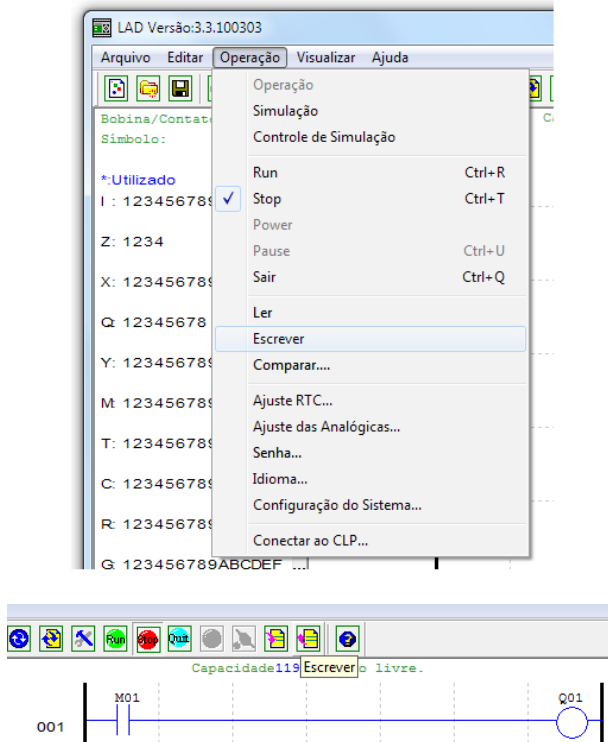 LAD Versão:3.3.100303
Arquivo Editar Operação Visualizar Ajuda
Operação
Bobina/Contato
Simulação
Símbolo:
Controle de Simulação
*:Utilizado
Run Ctrl+R
I : 123456789
Stop Ctrl+T
Power
Z: 1234
Pause Ctrl+U
X: 123456789
Sair Ctrl+Q
Ler
Q: 12345678
Escrever
Y: 123456789
Comparar....
M: 123456789
Ajuste RTC...
Ajuste das Analógicas...
T: 123456789
Senha...
Idioma...
C: 123456789
Configuração do Sistema...
R: 123456789
Conectar ao CLP...
G: 123456789ABCDEF ...
Run Stop Quit
Capacidade119 Escrever o livre.
M01 Q01
001